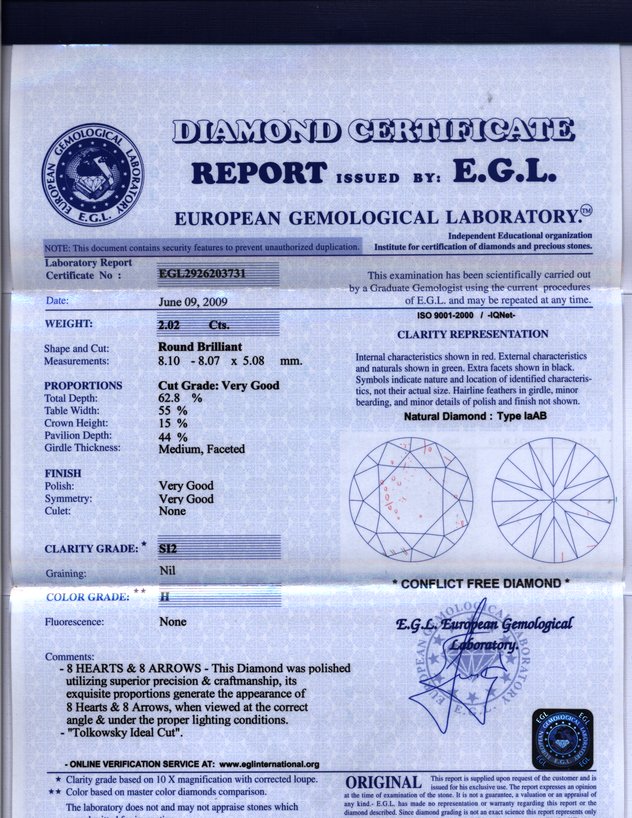 DIAMOND CERTIFICATE
REPORT ISSUED BY: E.G.L.
EUROPEAN GEMOLOGICAL LABORATORY.™
EUROPEAN GEMOLOGICAL LABORATORY
E.G.L.
Independent Educational organization
NOTE: This document contains security features to prevent unauthorized duplication.
Institute for certification of diamonds and precious stones.
Laboratory Report
Certificate No : EGL2926203731
Date: June 09, 2009
WEIGHT: 2.02 Cts.
Shape and Cut: Round Brilliant
Measurements: 8.10 - 8.07 x 5.08 mm.
PROPORTIONS Cut Grade: Very Good
Total Depth: 62.8 %
Table Width: 55 %
Crown Height: 15 %
Pavilion Depth: 44 %
Girdle Thickness: Medium, Faceted
FINISH
Polish: Very Good
Symmetry: Very Good
Culet: None
CLARITY GRADE: * SI2
Graining: Nil
COLOR GRADE: ** H
Fluorescence: None
Comments:
- 8 HEARTS & 8 ARROWS - This Diamond was polished
utilizing superior precision & craftmanship, its
exquisite proportions generate the appearance of
8 Hearts & 8 Arrows, when viewed at the correct
angle & under the proper lighting conditions.
- "Tolkowsky Ideal Cut".
- ONLINE VERIFICATION SERVICE AT: www.eglinternational.org
* Clarity grade based on 10 X magnification with corrected loupe.
** Color based on master color diamonds comparison.
The laboratory does not and may not appraise stones which
This examination has been scientifically carried out
by a Graduate Gemologist using the current procedures
of E.G.L. and may be repeated at any time.
ISO 9001-2000 / -IQNet-
CLARITY REPRESENTATION
Internal characteristics shown in red. External characteristics
and naturals shown in green. Extra facets shown in black.
Symbols indicate nature and location of identified characteris-
tics, not their actual size. Hairline feathers in girdle, minor
bearding, and minor details of polish and finish not shown.
Natural Diamond : Type IaAB
* CONFLICT FREE DIAMOND *
E.G.L. European Gemological
Laboratory.
EGL
EGL
EGL
EGL
ORIGINAL This report is supplied upon request of the customer and is
issued for his exclusive use. The report expresses an opinion
at the time of examination of the stone. It is not a guarantee, a valuation or an appraisal of
any kind.- E.G.L. has made no representation or warranty regarding this report or the
diamond described. Since diamond grading is not an exact science this report represents only